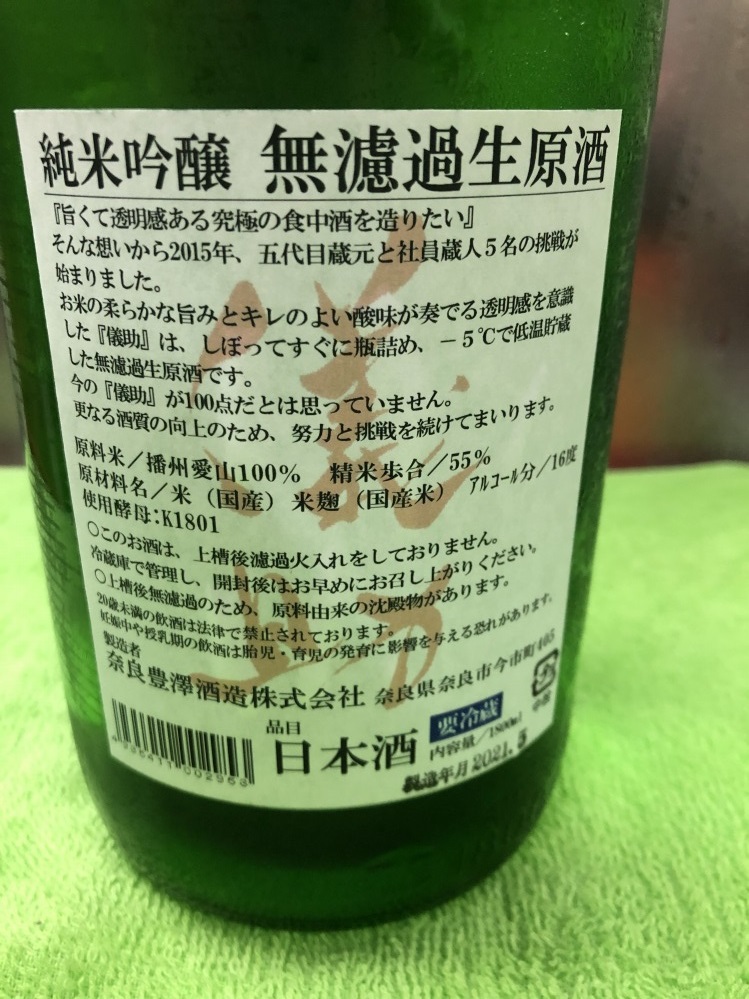 純米吟醸 無濾過生原酒
『旨くて透明感ある究極の食中酒を造りたい』
そんな想いから2015年、五代目蔵元と社員蔵人5名の挑戦が
始まりました。
お米の柔らかな旨みとキレのよい酸味が奏でる透明感を意識
した『儀助』は、しぼってすぐに瓶詰め、−5℃で低温貯蔵
した無濾過生原酒です。
今の『儀助』が100点だとは思っていません。
更なる酒質の向上のため、努力と挑戦を続けてまいります。
原料米/播州愛山100% 精米歩合/55%
原材料名/米(国産)米麹(国産米) アルコール分/16度
使用酵母:K1801
○このお酒は、上槽後濾過火入れをしておりません。
冷蔵庫で管理し、開封後はお早めにお召し上がりください。
○上槽後無濾過のため、原料由来の沈殿物があります。
20歳未満の飲酒は法律で禁止されております。
妊娠中や授乳期の飲酒は胎児・育児の発育に影響を与える恐れがあります。
製造者
奈良豊澤酒造株式会社 奈良県奈良市今市町405
品目
日本酒
要冷蔵
内容量/1800ml
製造年月 2021.5
儀助